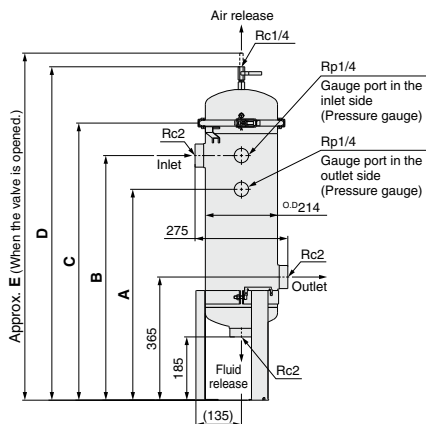 Air release
Rc1/4
Rp1/4
Gauge port in the
inlet side
(Pressure gauge)
Rc2
Inlet
Rp1/4
Gauge port in the
outlet side
(Pressure gauge)
O.D214
275
Rc2
Outlet
Approx. E (When the valve is opened.)
D
C
B
A
365
185
Fluid
release
Rc2
(135)